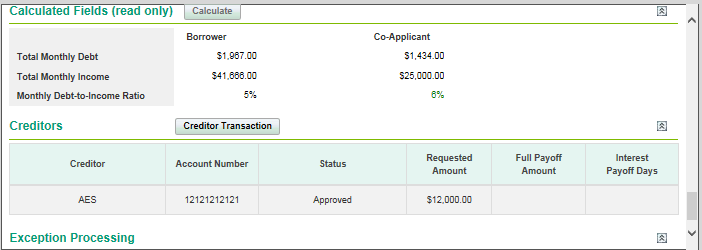 Calculated Fields (read only) Calculate
Borrower Co-Applicant
Total Monthly Debt $1,967.00 $1,434.00
Total Monthly Income $41,666.00 $25,000.00
Monthly Debt-to-Income Ratio 5% 6%
Creditors Creditor Transaction
Creditor Account Number Status Requested Amount Full Payoff Amount Interest Payoff Days
AES 12121212121 Approved $12,000.00
Exception Processing